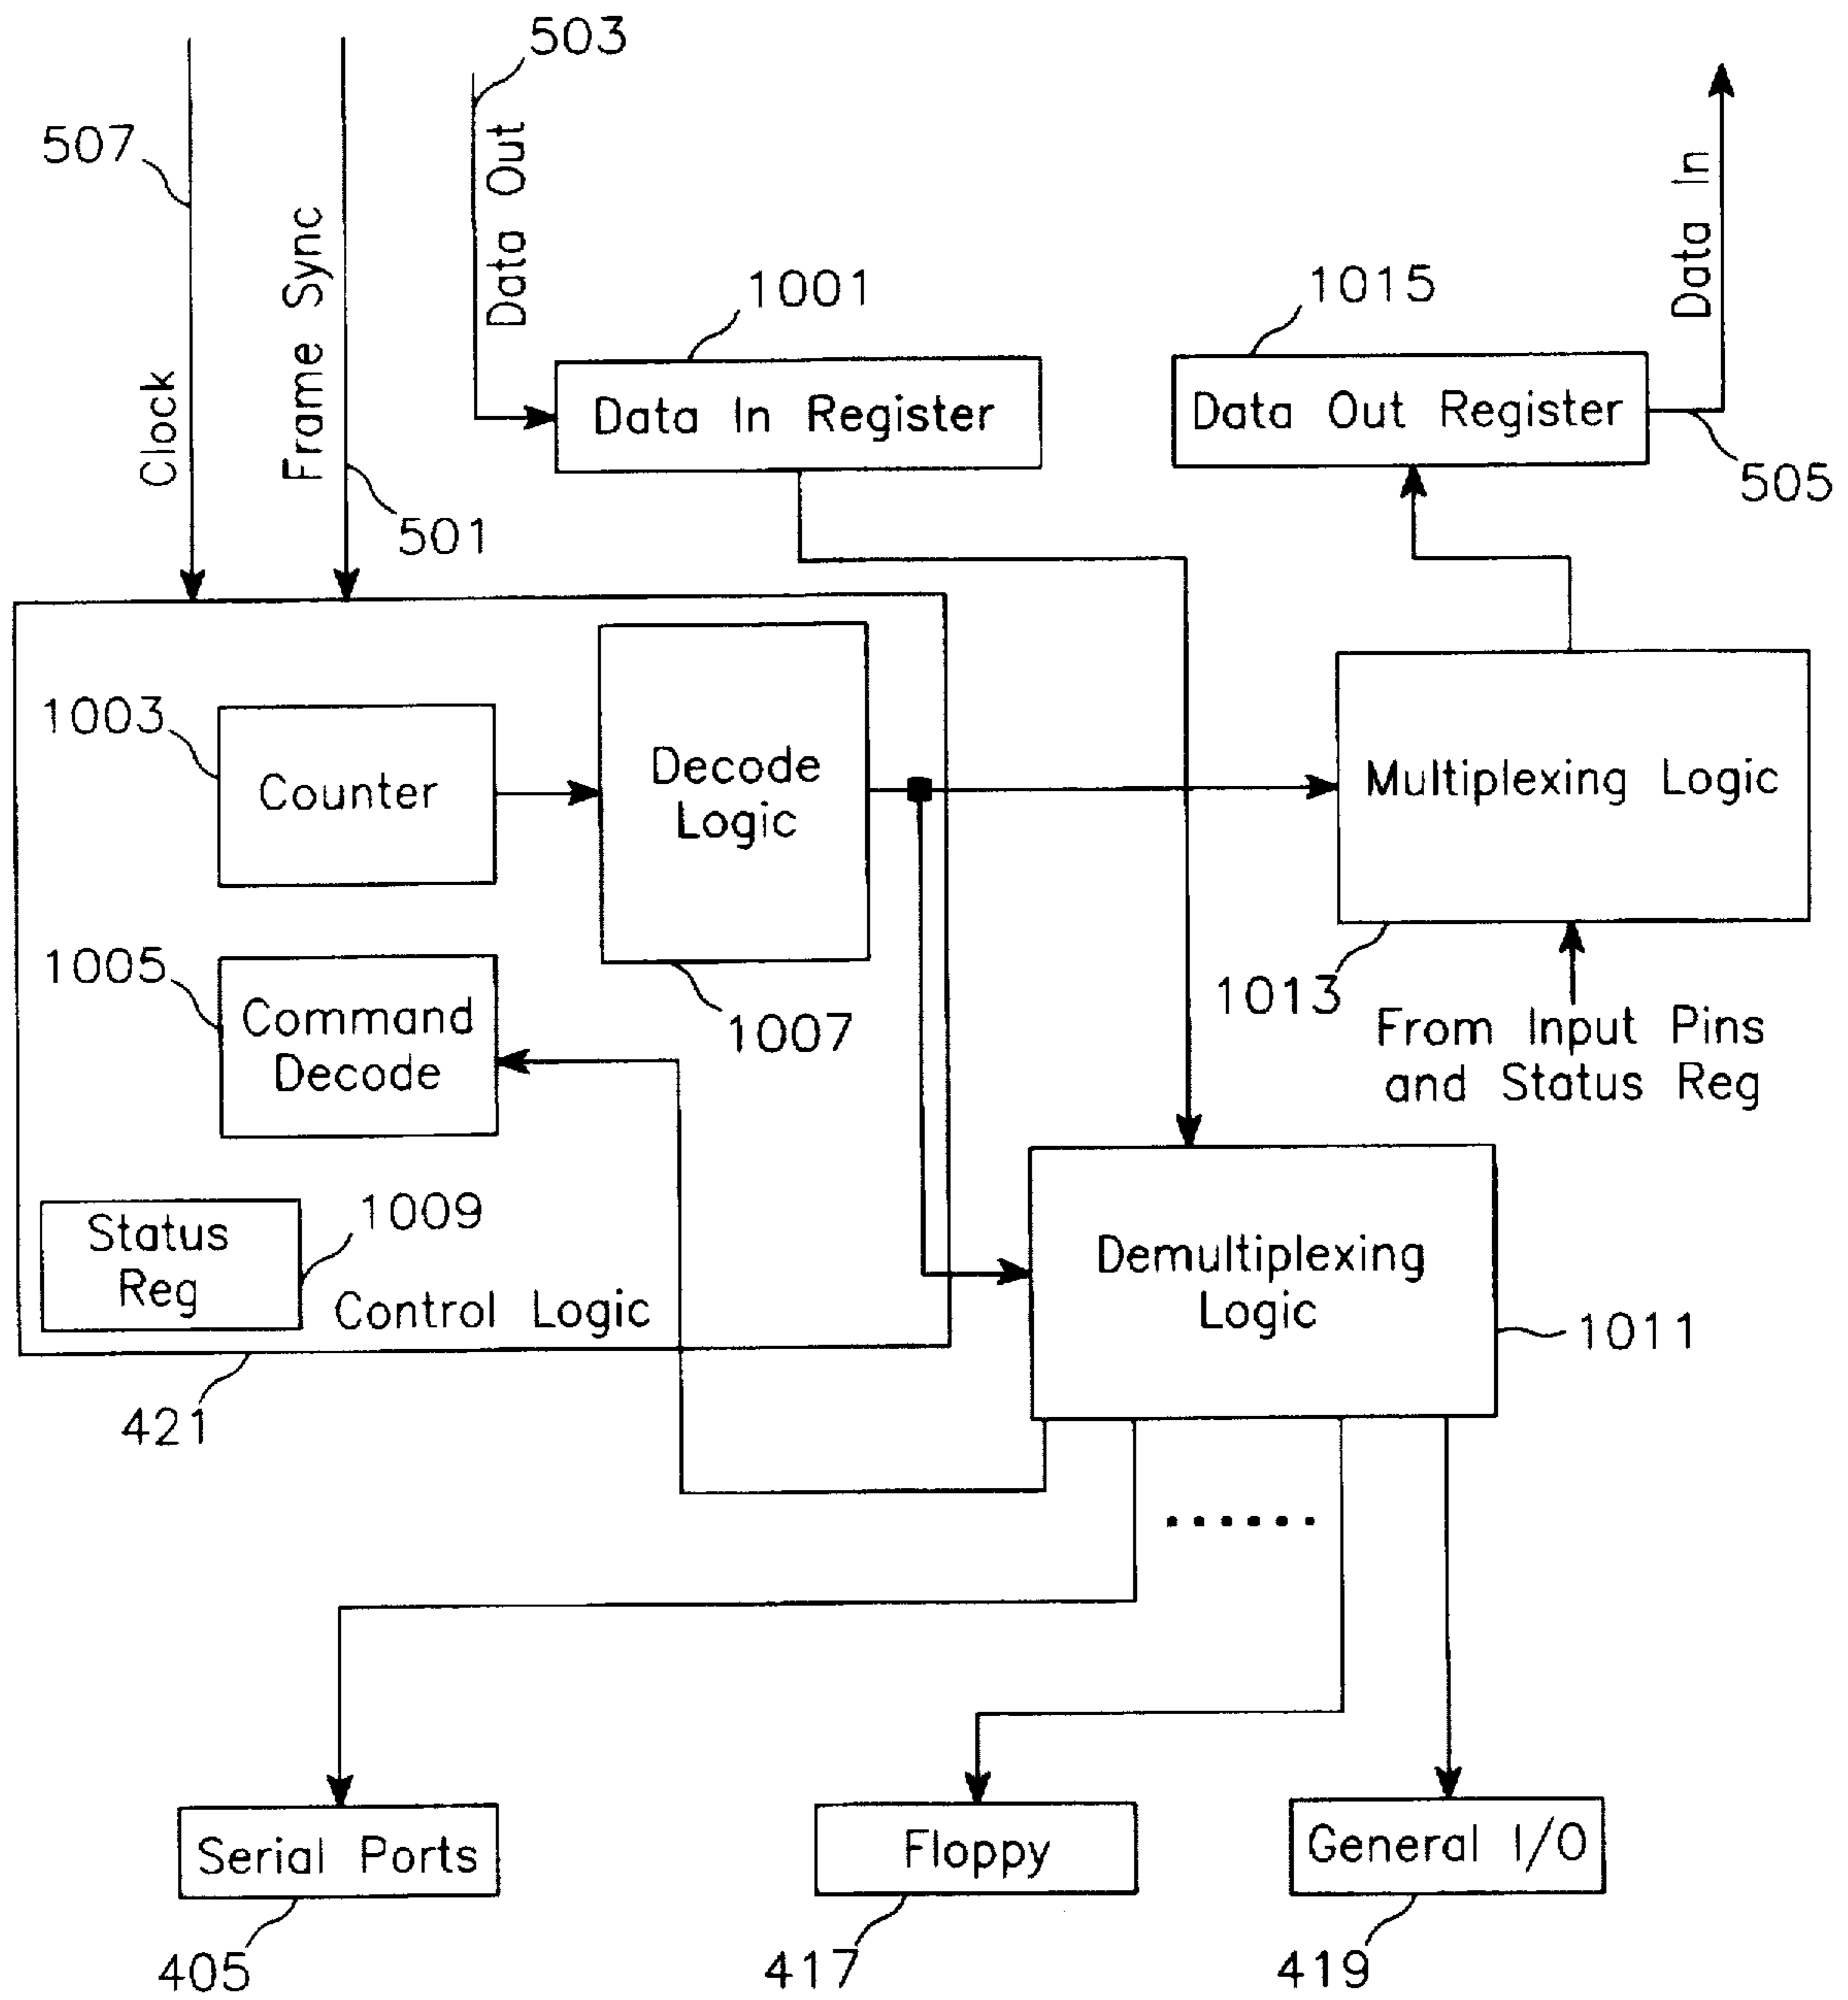 503
507
Clock
Frame Sync
501
Data Out
Data In
1001
1015
Data In Register
Data Out Register
505
1003
Counter
Decode
Logic
Multiplexing Logic
1005
Command
Decode
1007
1013
From Input Pins
and Status Reg
Status
Reg
1009
Control Logic
Demultiplexing
Logic
1011
421
......
Serial Ports
Floppy
General I/O
405
417
419